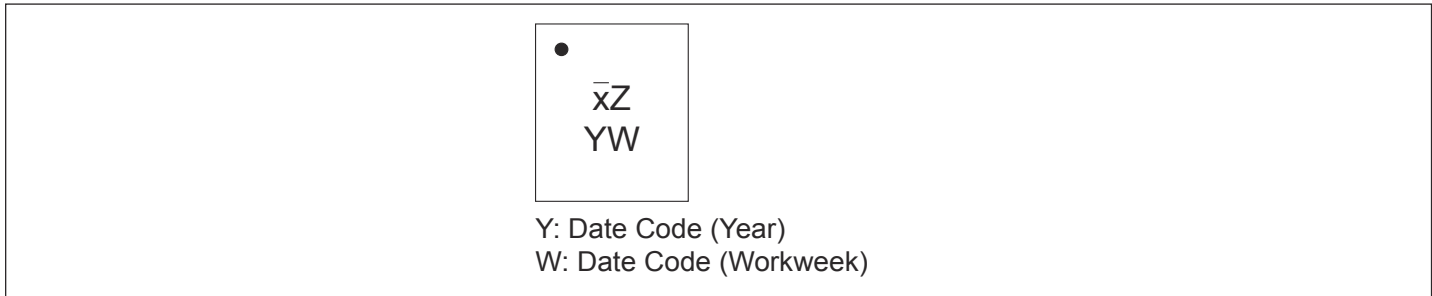 x̅Z
YW
Y: Date Code (Year)
W: Date Code (Workweek)